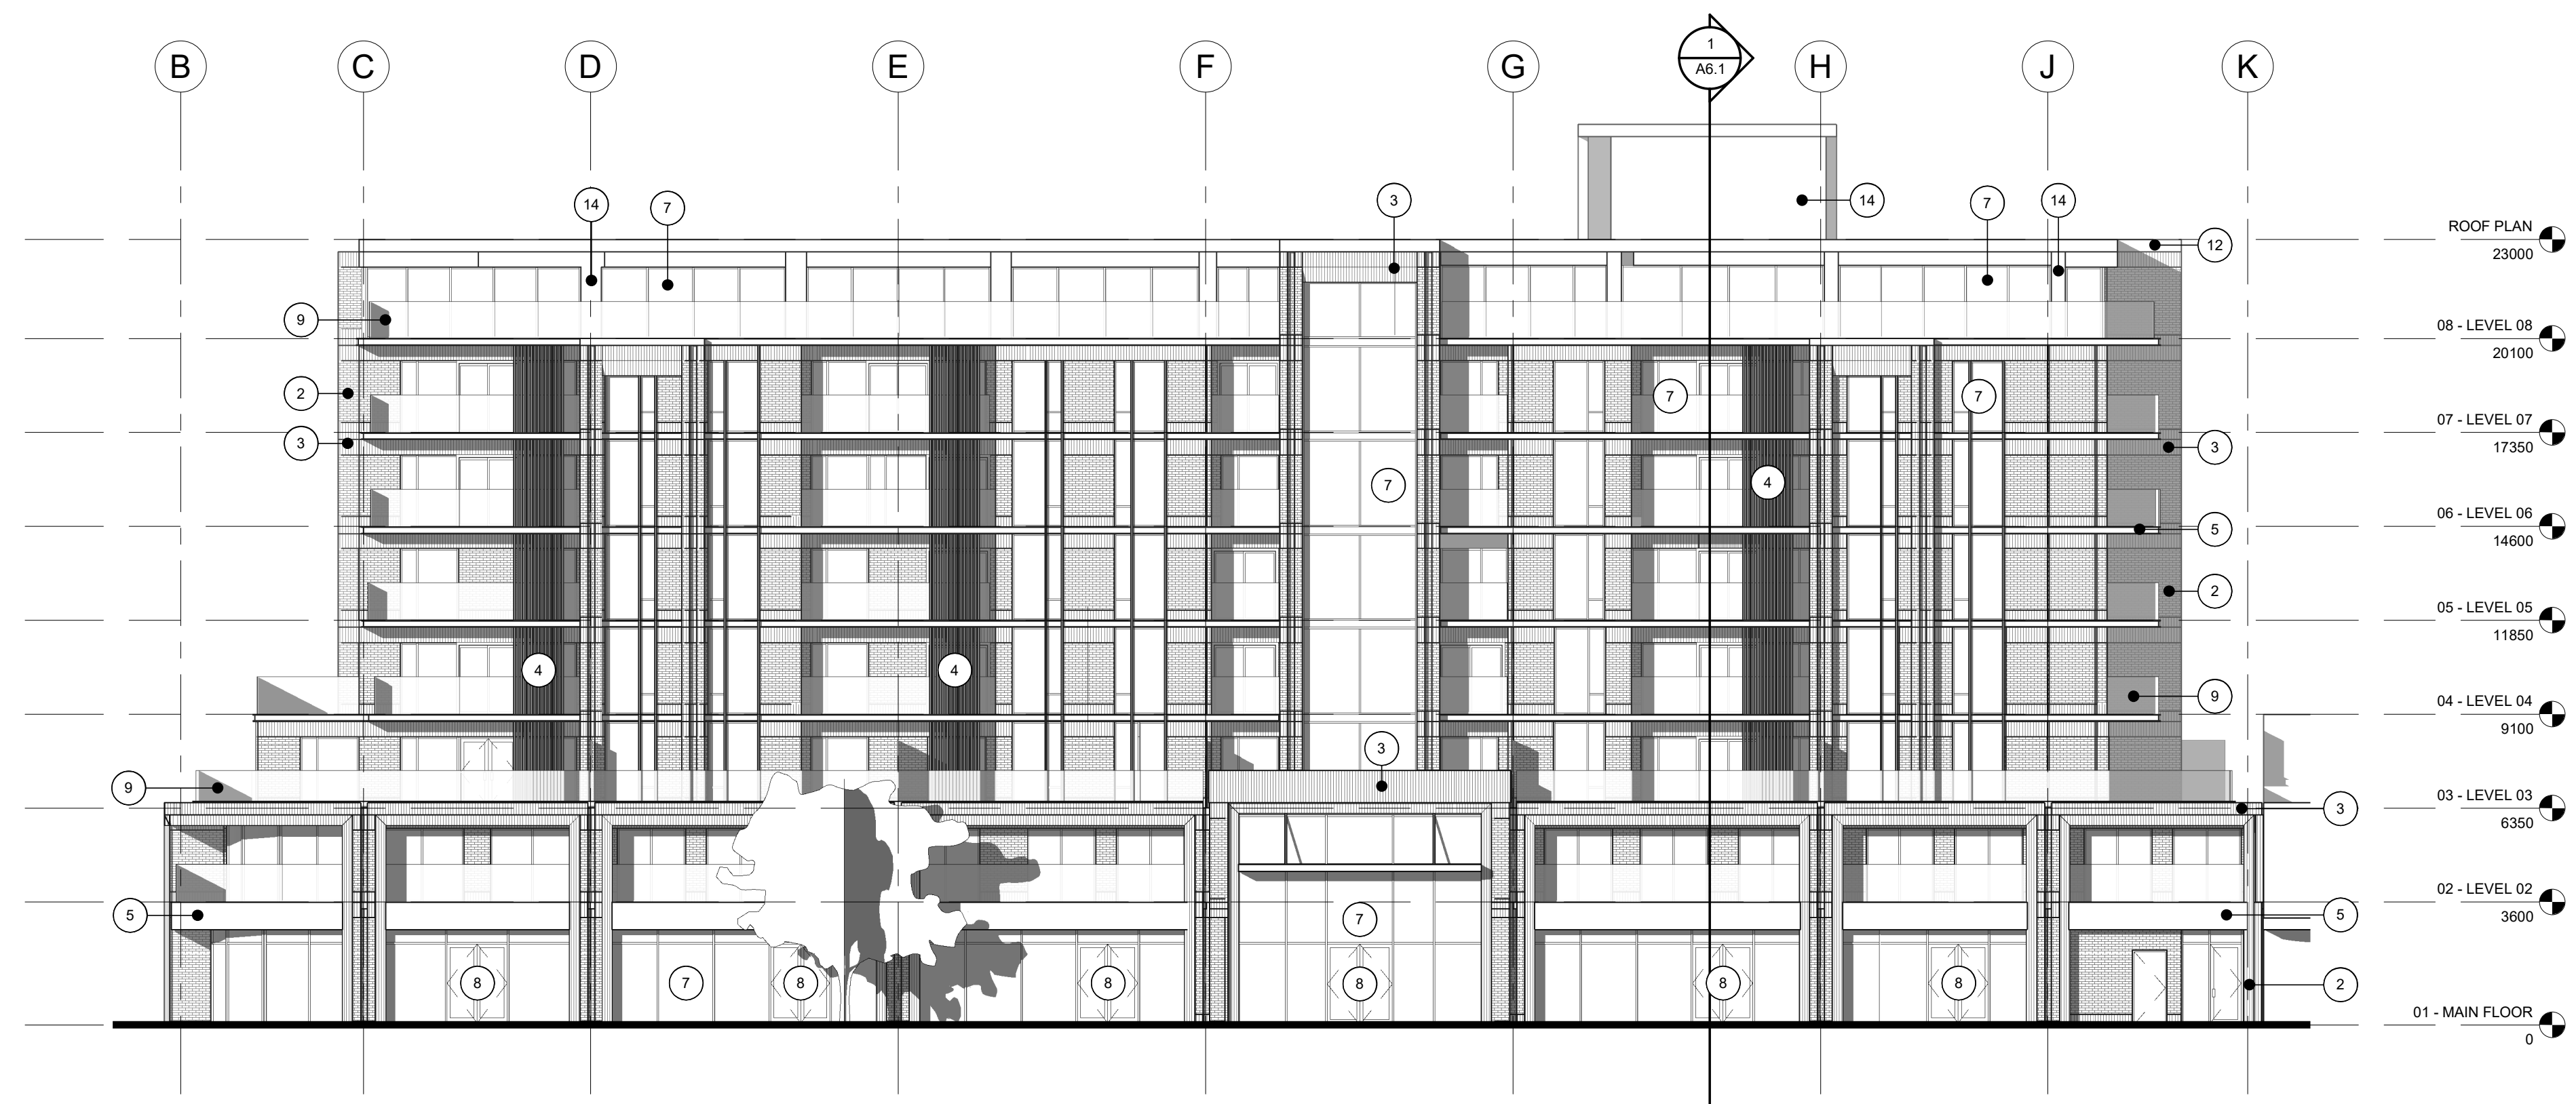 B C D E F G H J K
1
A6.1
14 7 3 14 7 14
ROOF PLAN
12
23000
9
08 - LEVEL 08
20100
2 7 7
07 - LEVEL 07
3 3
17350
7 4
06 - LEVEL 06
5
14600
2
05 - LEVEL 05
11850
4 4
9
04 - LEVEL 04
9100
3
9
03 - LEVEL 03
3
6350
02 - LEVEL 02
5 7 5
3600
8 7 8 8 8 8 8 2
01 - MAIN FLOOR
0